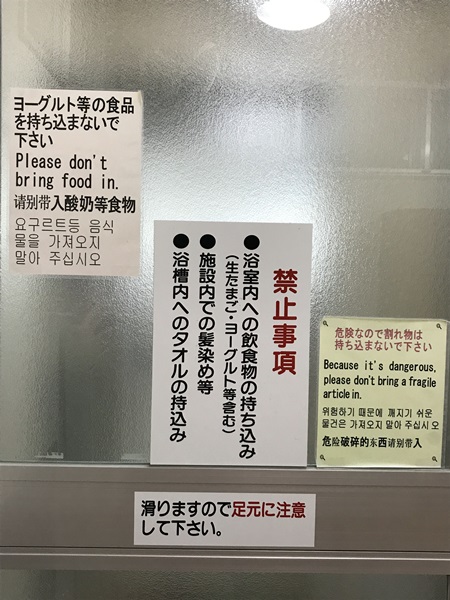 ヨーグルト等の食品
を持ち込まないで
下さい
Please don't
bring food in.
请别带入酸奶等食物
요구르트등 음식
물을 가져오지
말아 주십시오
禁止事項
●浴室内への飲食物の持ち込み
(生たまご・ヨーグルト等含む)
●施設内での髪染め等
●浴槽内へのタオルの持込み
危険なので割れ物は
持ち込まないで下さい
Because it's dangerous,
please don't bring a fragile
article in.
위험하기 때문에 깨지기 쉬운
물건은 가져오지 말아 주십시오
危险破碎的东西请别带入
滑りますので足元に注意
して下さい。